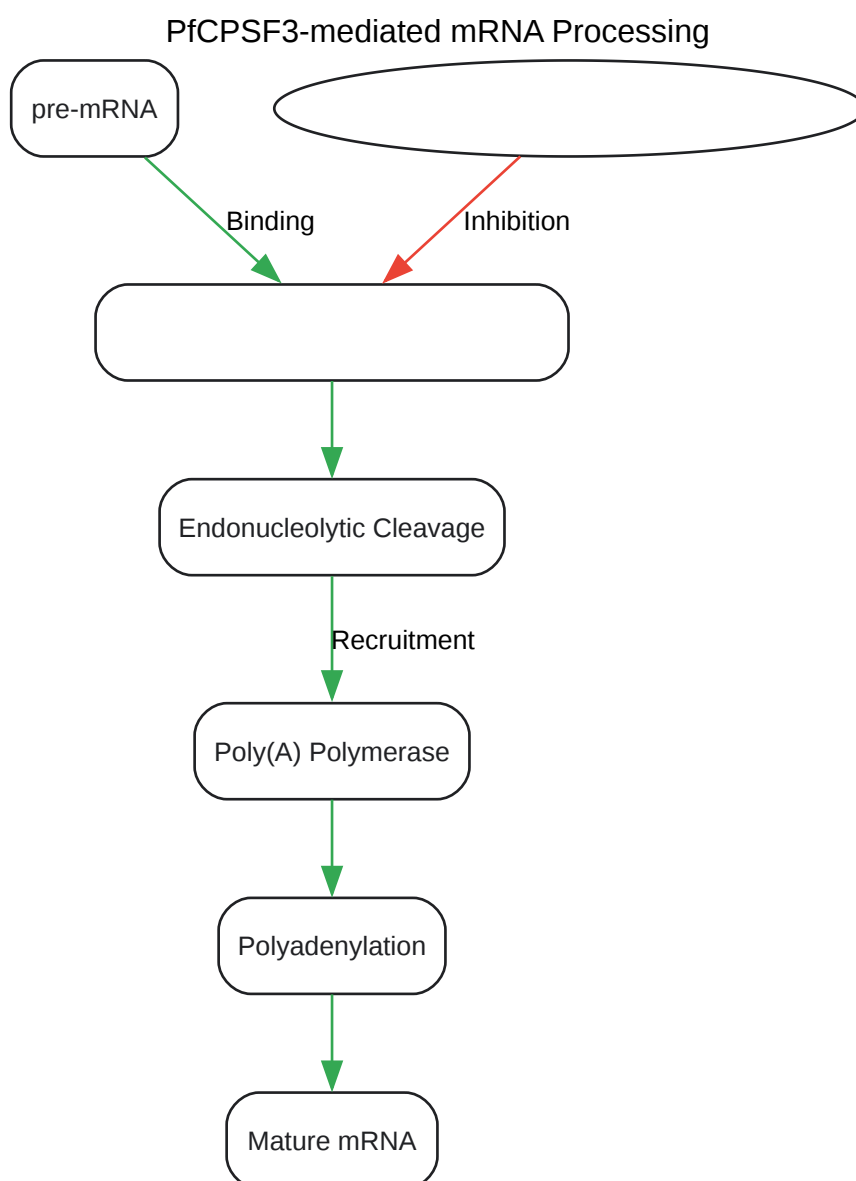 PfCPSF3-mediated mRNA Processing
pre-mRNA
Binding
Inhibition
Endonucleolytic Cleavage
Recruitment
Poly(A) Polymerase
Polyadenylation
Mature mRNA